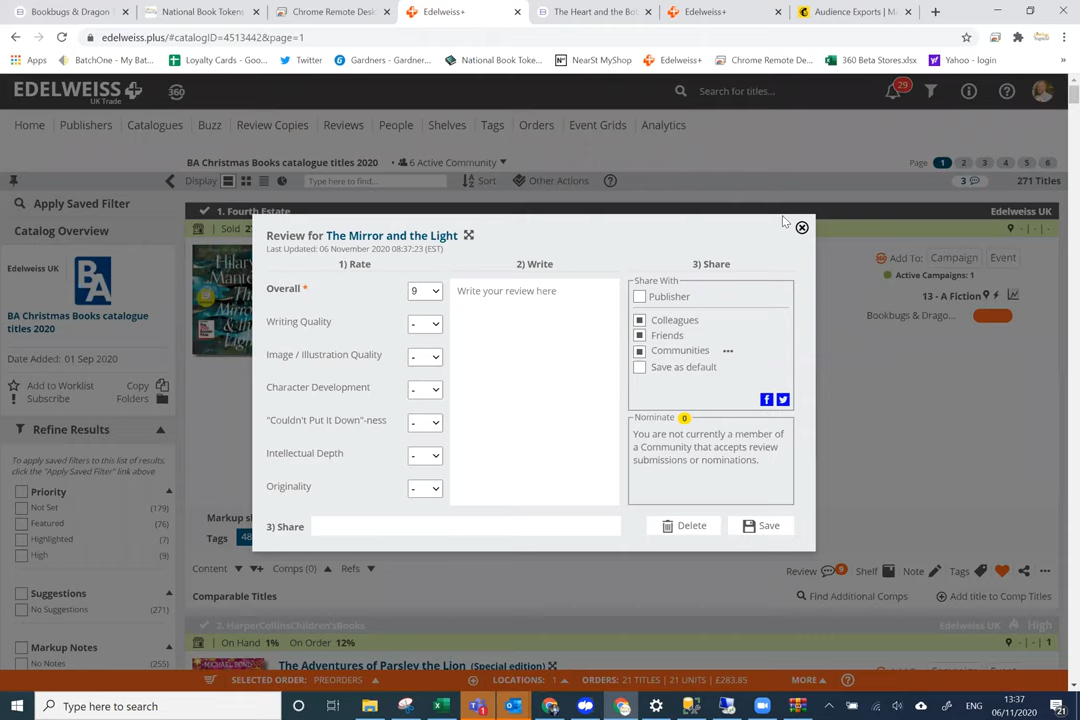 Bookbugs & Dragon
National Book Tokens
Chrome Remote Desk
Edelweiss+
The Heart and the Bot
Edelweiss+
Audience Exports | M
edelweiss.plus/#catalogID=4513442&page=1
Apps
BatchOne - My Bat...
Loyalty Cards - Goo...
Twitter
Gardners - Gardner...
National Book Toke...
NearSt MyShop
Edelweiss+
Chrome Remote De...
360 Beta Stores.xlsx
Yahoo - login
EDELWEISS
UK Trade
360
Search for titles...
29
Home
Publishers
Catalogues
Buzz
Review Copies
Reviews
People
Shelves
Tags
Orders
Event Grids
Analytics
BA Christmas Books catalogue titles 2020
6 Active Community
Page 1 2 3 4 5 6
Display
Type here to find...
Sort
Other Actions
3
271 Titles
Apply Saved Filter
Catalog Overview
Edelweiss UK
BA
BA Christmas Books catalogue
titles 2020
Date Added: 01 Sep 2020
Add to Worklist
Copy
Subscribe
Folders
Refine Results
To apply saved filters to this list of results,
click the "Apply Saved Filter" link above
Priority
Not Set (179)
Featured (76)
Highlighted (7)
High (9)
Suggestions
No Suggestions (271)
Markup Notes
No Notes (255)
1. Fourth Estate
Edelweiss UK
Add To: Campaign Event
Active Campaigns: 1
13 - A Fiction
Bookbugs & Drago...
Review for The Mirror and the Light
Last Updated: 06 November 2020 08:37:23 (EST)
1) Rate
2) Write
3) Share
Overall *
9
Writing Quality
-
Image / Illustration Quality
-
Character Development
-
"Couldn't Put It Down"-ness
-
Intellectual Depth
-
Originality
-
Write your review here
Share With
Publisher
Colleagues
Friends
Communities
Save as default
Nominate 0
You are not currently a member of
a Community that accepts review
submissions or nominations.
3) Share
Delete
Save
Tags
48
Content
Comps (0)
Refs
Review
9
Shelf
Note
Tags
Comparable Titles
Find Additional Comps
Add title to Comp Titles
2. HarperCollinsChildren'sBooks
Edelweiss UK
High
On Hand 1%
On Order 12%
- | - | 1
The Adventures of Parsley the Lion (Special edition)
SELECTED ORDER: PREORDERS
LOCATIONS: 1
ORDERS: 21 TITLES | 21 UNITS | £283.85
MORE
Type here to search
ENG
13:37
06/11/2020
21